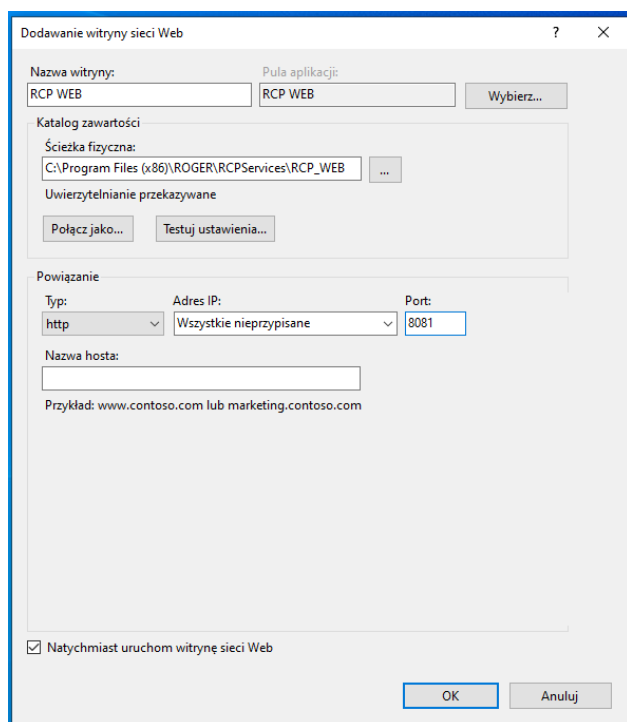 Dodawanie witryny sieci Web
?
Nazwa witryny: Pula aplikacji:
RCP WEB RCP WEB Wybierz...
Katalog zawartości
Ścieżka fizyczna:
C:\Program Files (x86)\ROGER\RCPServices\RCP_WEB ...
Uwierzytelnianie przekazywane
Połącz jako... Testuj ustawienia...
Powiązanie
Typ: Adres IP: Port:
http Wszystkie nieprzypisane 8081
Nazwa hosta:
Przykład: www.contoso.com lub marketing.contoso.com
Natychmiast uruchom witrynę sieci Web
OK Anuluj